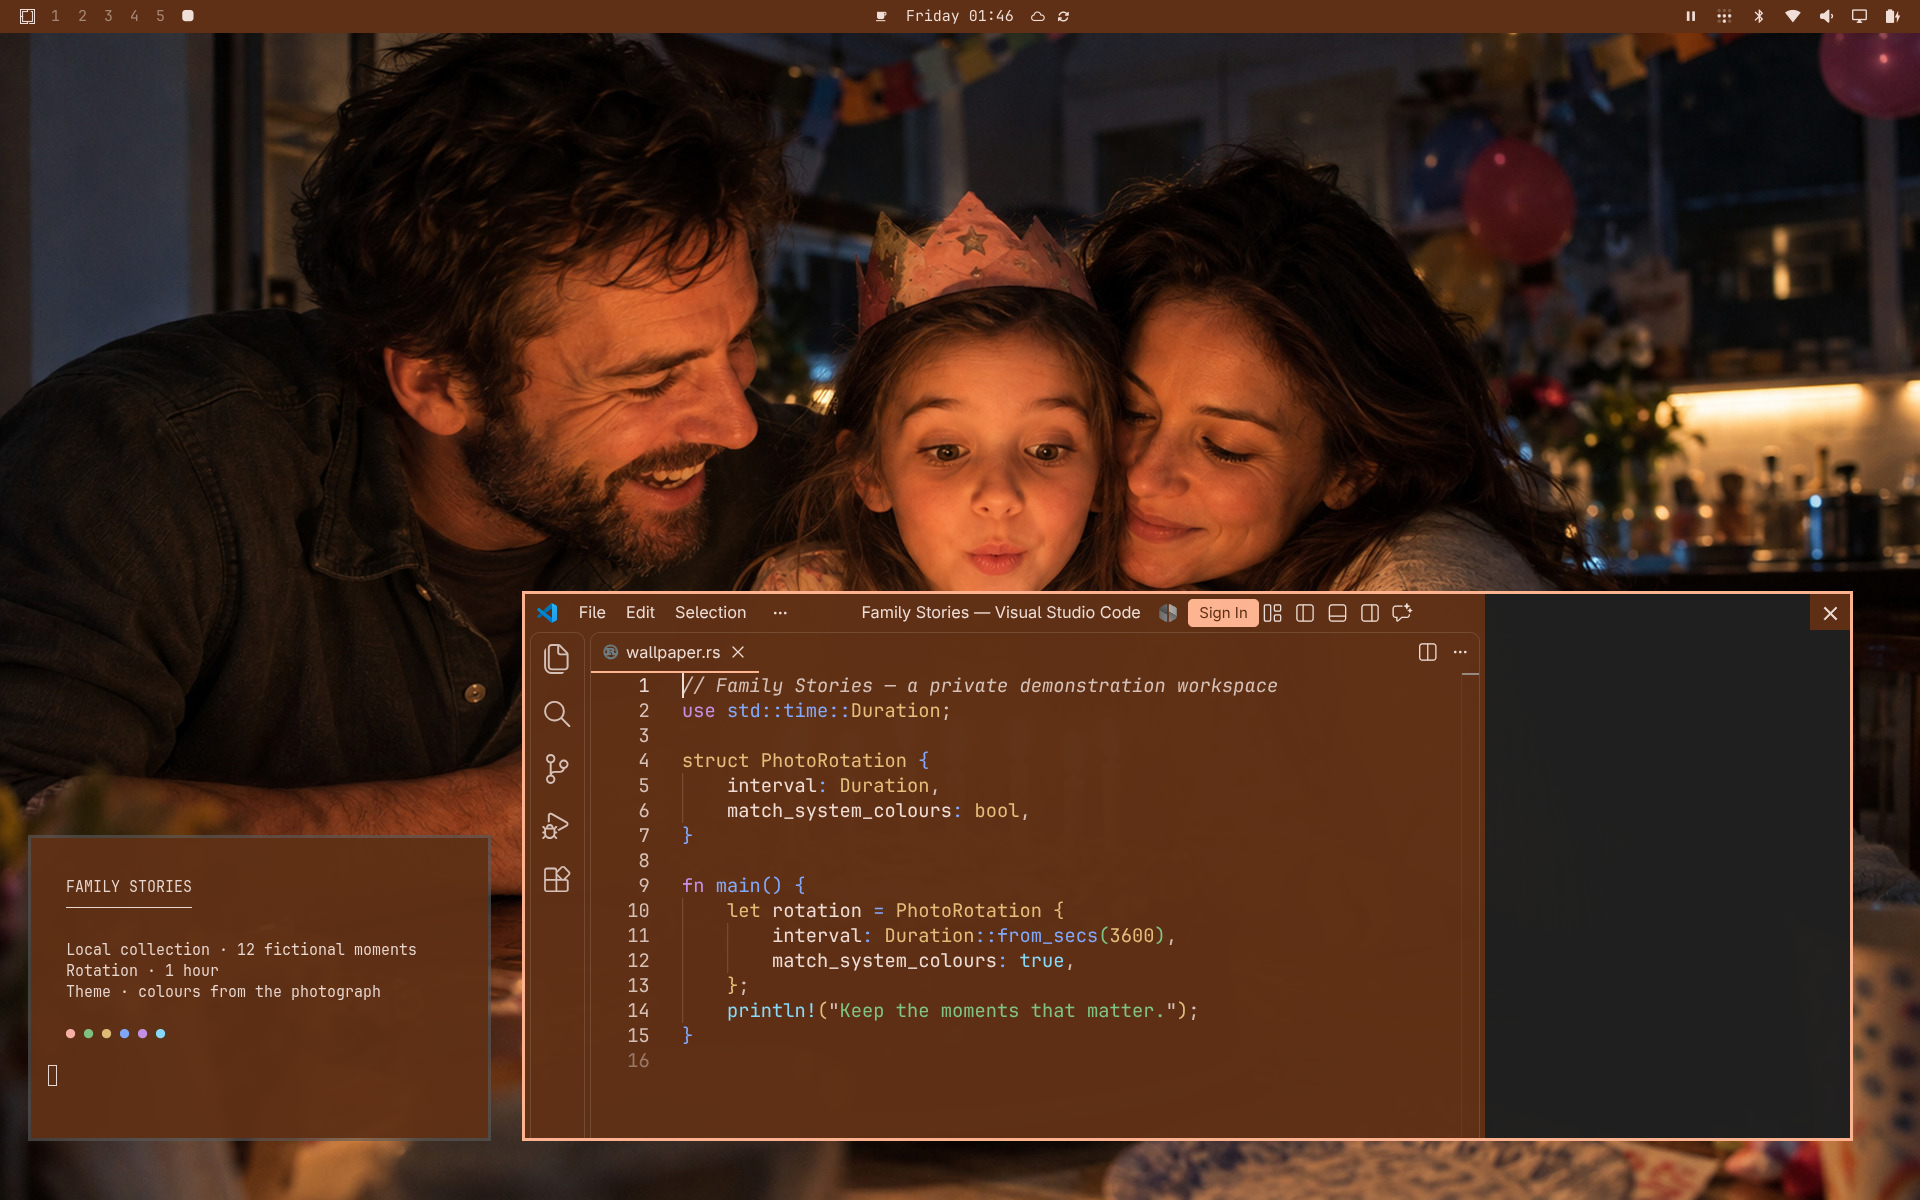 1 2 3 4 5
Friday 01:46
File Edit Selection ··· Family Stories — Visual Studio Code Sign In
wallpaper.rs
1 // Family Stories — a private demonstration workspace
2 use std::time::Duration;
3
4 struct PhotoRotation {
5 interval: Duration,
6 match_system_colours: bool,
7 }
8
9 fn main() {
10 let rotation = PhotoRotation {
11 interval: Duration::from_secs(3600),
12 match_system_colours: true,
13 };
14 println!("Keep the moments that matter.");
15 }
16
FAMILY STORIES
Local collection · 12 fictional moments
Rotation · 1 hour
Theme · colours from the photograph